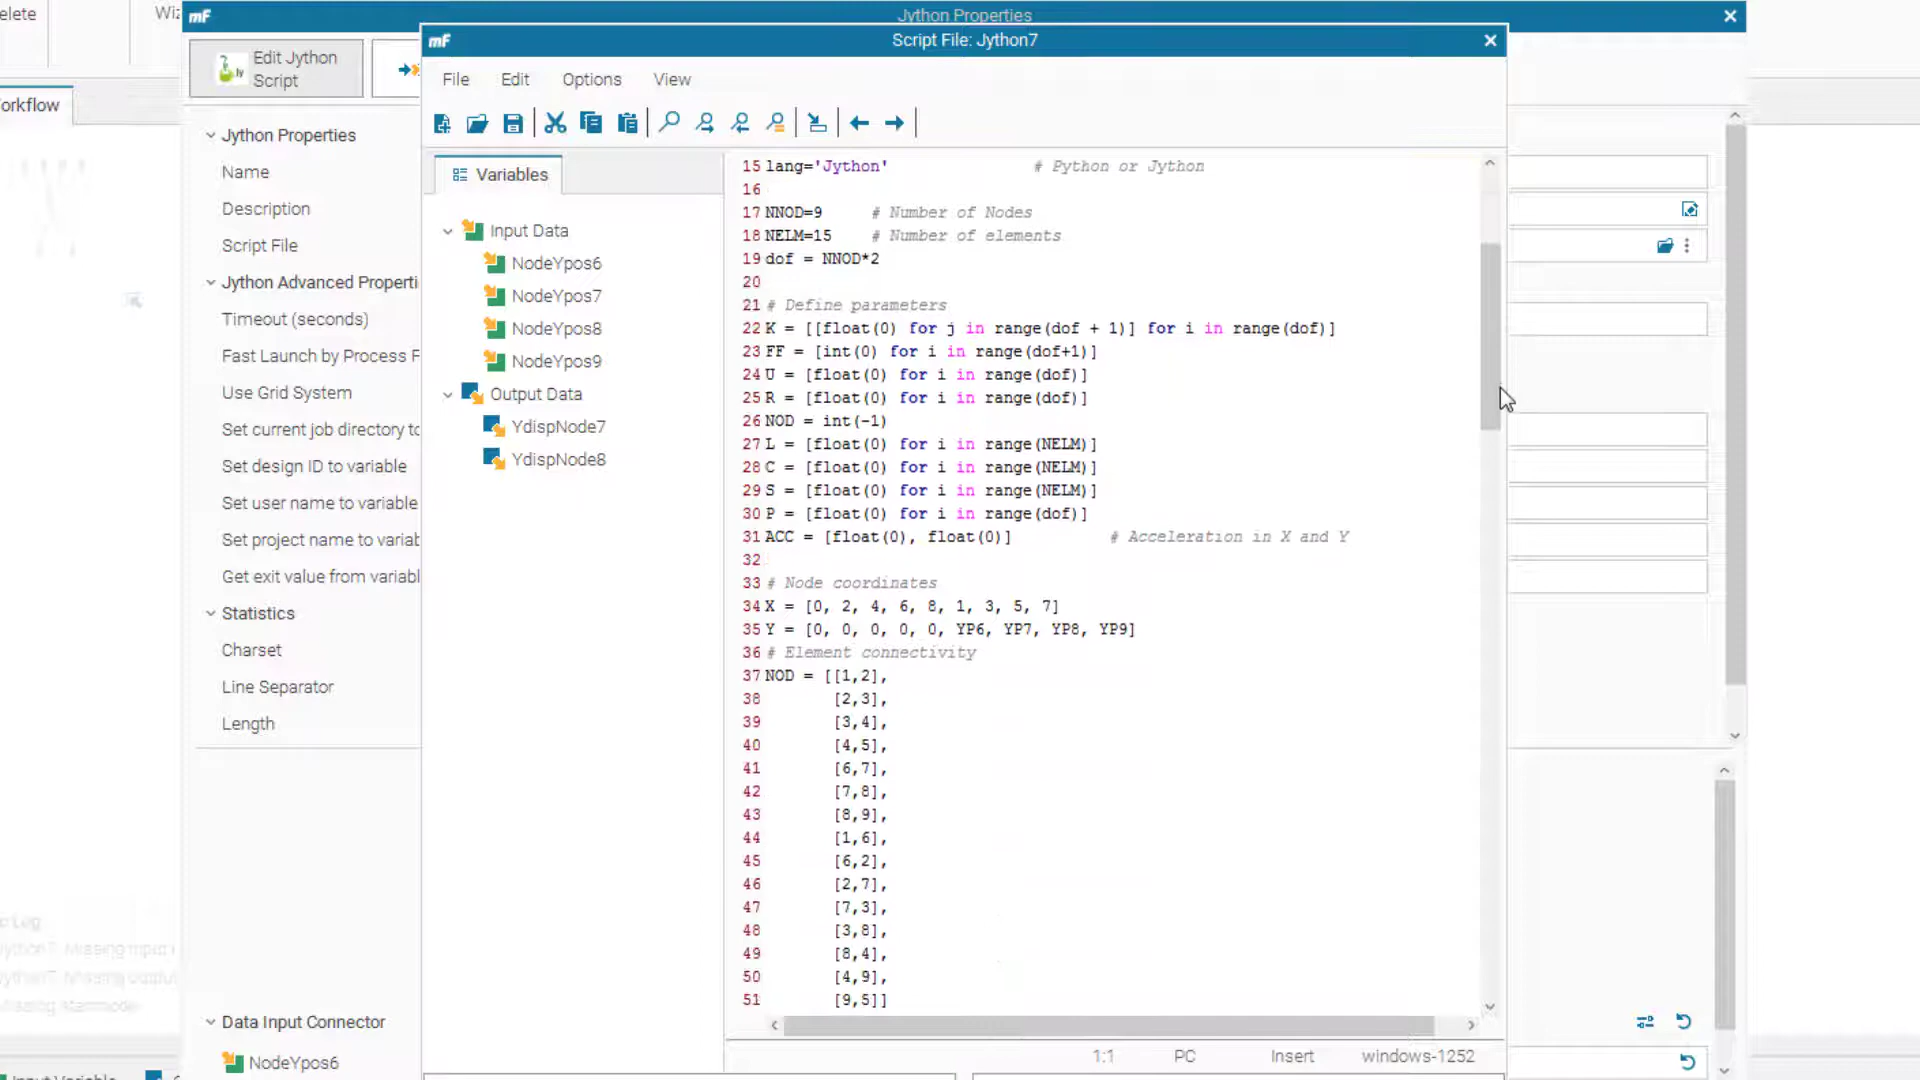 elete
Wiz
mF
Jython Properties
mF
Script File: Jython7
Edit Jython
Script
orkflow
File
Edit
Options
View
Jython Properties
Name
Description
Script File
Jython Advanced Properti
Timeout (seconds)
Fast Launch by Process F
Use Grid System
Set current job directory to
Set design ID to variable
Set user name to variable
Set project name to variab
Get exit value from variabl
Statistics
Charset
Line Separator
Length
Data Input Connector
NodeYpos6
Variables
Input Data
NodeYpos6
NodeYpos7
NodeYpos8
NodeYpos9
Output Data
YdispNode7
YdispNode8
15 lang='Jython' # Python or Jython
16
17 NNOD=9 # Number of Nodes
18 NELM=15 # Number of elements
19 dof = NNOD*2
20
21 # Define parameters
22 K = [[float(0) for j in range(dof + 1)] for i in range(dof)]
23 FF = [int(0) for i in range(dof+1)]
24 U = [float(0) for i in range(dof)]
25 R = [float(0) for i in range(dof)]
26 NOD = int(-1)
27 L = [float(0) for i in range(NELM)]
28 C = [float(0) for i in range(NELM)]
29 S = [float(0) for i in range(NELM)]
30 P = [float(0) for i in range(dof)]
31 ACC = [float(0), float(0)] # Acceleration in X and Y
32
33 # Node coordinates
34 X = [0, 2, 4, 6, 8, 1, 3, 5, 7]
35 Y = [0, 0, 0, 0, 0, YP6, YP7, YP8, YP9]
36 # Element connectivity
37 NOD = [[1,2],
38 [2,3],
39 [3,4],
40 [4,5],
41 [6,7],
42 [7,8],
43 [8,9],
44 [1,6],
45 [6,2],
46 [2,7],
47 [7,3],
48 [3,8],
49 [8,4],
50 [4,9],
51 [9,5]]
1:1
PC
Insert
windows-1252